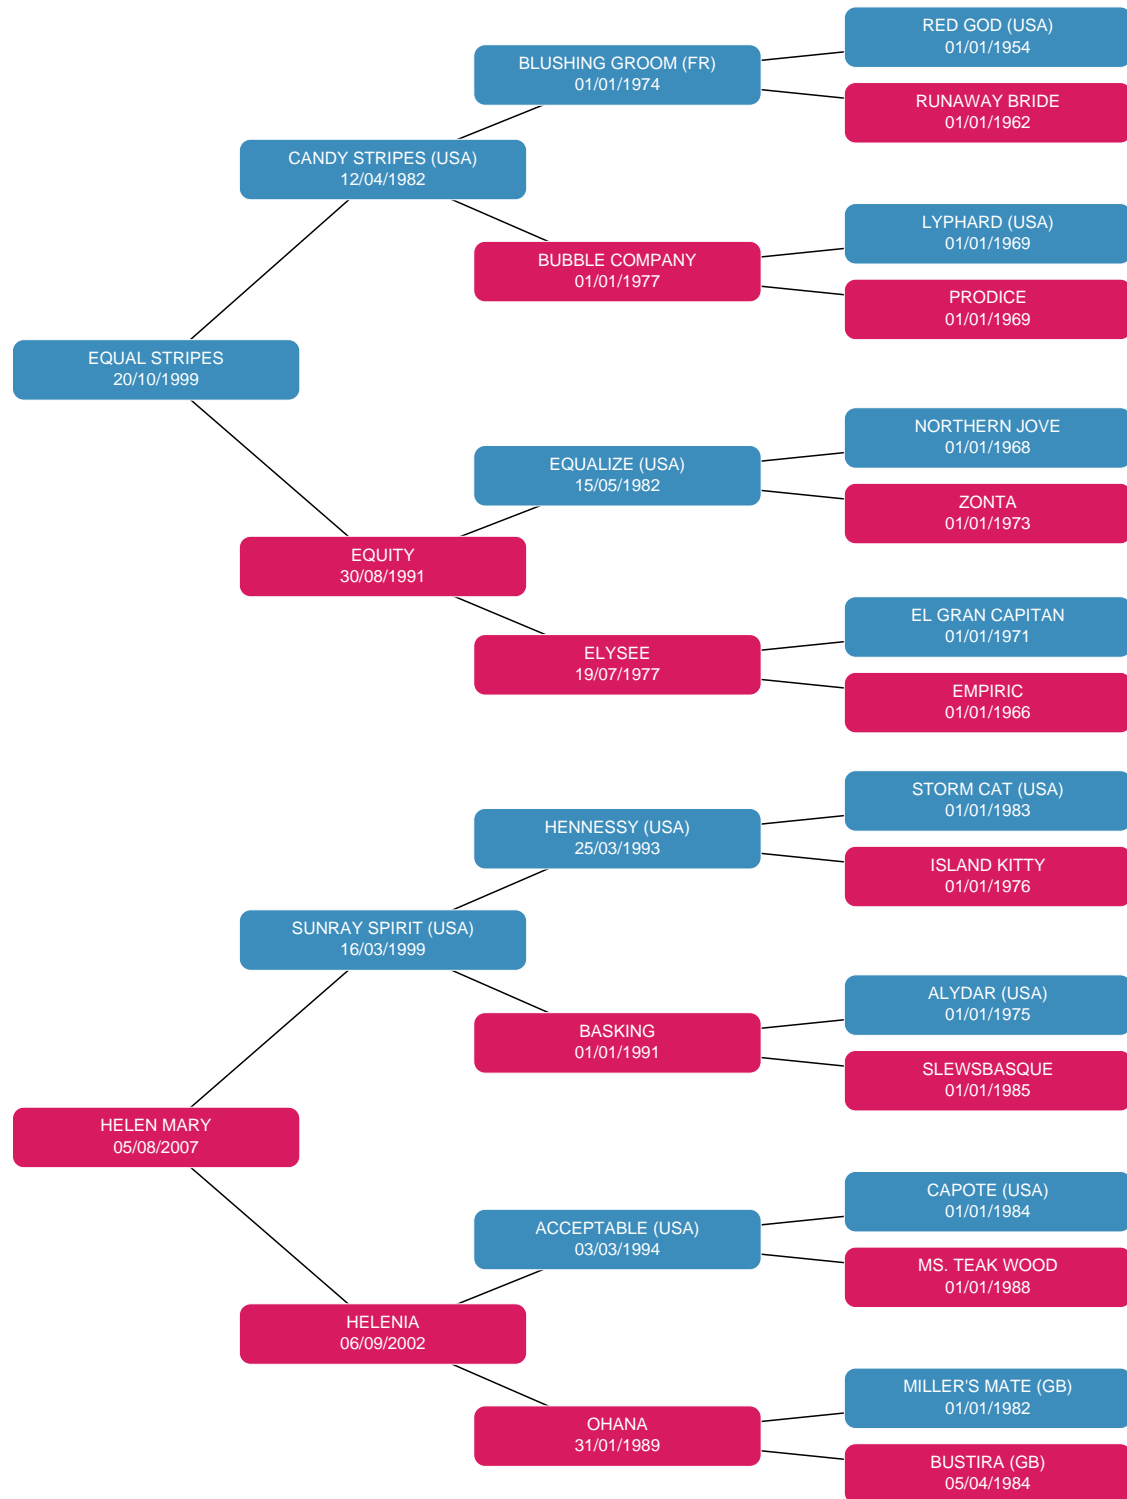 RED GOD (USA)
01/01/1954
BLUSHING GROOM (FR)
01/01/1974
RUNAWAY BRIDE
01/01/1962
CANDY STRIPES (USA)
12/04/1982
LYPHARD (USA)
01/01/1969
BUBBLE COMPANY
01/01/1977
PRODICE
01/01/1969
EQUAL STRIPES
20/10/1999
NORTHERN JOVE
01/01/1968
EQUALIZE (USA)
15/05/1982
ZONTA
01/01/1973
EQUITY
30/08/1991
EL GRAN CAPITAN
01/01/1971
ELYSEE
19/07/1977
EMPIRIC
01/01/1966
STORM CAT (USA)
01/01/1983
HENNESSY (USA)
25/03/1993
ISLAND KITTY
01/01/1976
SUNRAY SPIRIT (USA)
16/03/1999
ALYDAR (USA)
01/01/1975
BASKING
01/01/1991
SLEWSBASQUE
01/01/1985
HELEN MARY
05/08/2007
CAPOTE (USA)
01/01/1984
ACCEPTABLE (USA)
03/03/1994
MS. TEAK WOOD
01/01/1988
HELENIA
06/09/2002
MILLER'S MATE (GB)
01/01/1982
OHANA
31/01/1989
BUSTIRA (GB)
05/04/1984